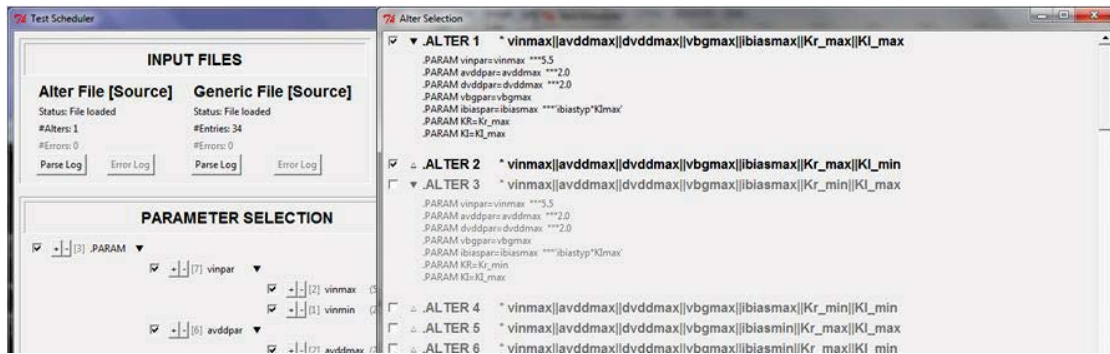 Test Scheduler
INPUT FILES
Alter File [Source] Generic File [Source]
Status: File loaded Status: File loaded
#Alters: 1 #Entries: 34
#Errors: 0 #Errors: 0
Parse Log Error Log Parse Log Error Log
PARAMETER SELECTION
+ - [3] .PARAM
+ - [7] vinpar
+ - [2] vinmax
+ - [1] vinmin
+ - [6] avddpar
+ - [2] avddmax
Alter Selection
.ALTER 1 * vinmax||avddmax||dvddmax||vbgmax||ibiasmax||Kr_max||KI_max
.PARAM vinpar=vinmax ***5.5
.PARAM avddpar=avddmax ***2.0
.PARAM dvddpar=dvddmax ***2.0
.PARAM vbgpar=vbgmax
.PARAM ibiaspar=ibiasmax ***'ibiastyp*KImax'
.PARAM KR=Kr_max
.PARAM KI=KI_max
.ALTER 2 * vinmax||avddmax||dvddmax||vbgmax||ibiasmax||Kr_max||KI_min
.ALTER 3 * vinmax||avddmax||dvddmax||vbgmax||ibiasmax||Kr_min||KI_max
.PARAM vinpar=vinmax ***5.5
.PARAM avddpar=avddmax ***2.0
.PARAM dvddpar=dvddmax ***2.0
.PARAM vbgpar=vbgmax
.PARAM ibiaspar=ibiasmax ***'ibiastyp*KImax'
.PARAM KR=Kr_min
.PARAM KI=KI_max
.ALTER 4 * vinmax||avddmax||dvddmax||vbgmax||ibiasmax||Kr_min||KI_min
.ALTER 5 * vinmax||avddmax||dvddmax||vbgmax||ibiasmin||Kr_max||KI_max
.ALTER 6 * vinmax||avddmax||dvddmax||vbgmax||ibiasmin||Kr_max||KI_min